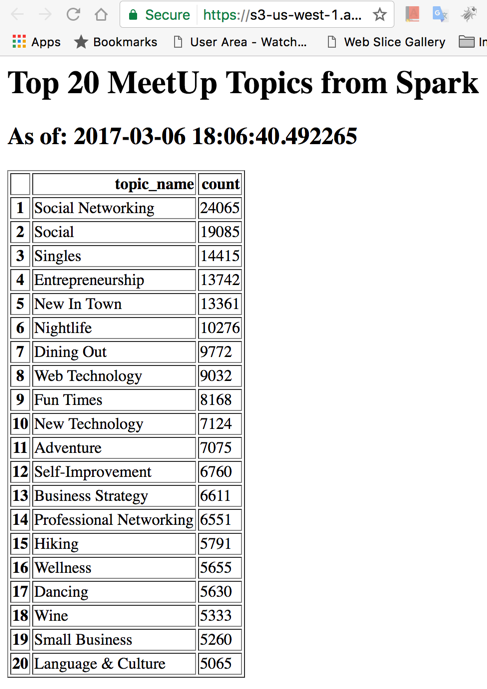 Secure https://s3-us-west-1.a...
Apps Bookmarks User Area - Watch... Web Slice Gallery In
Top 20 MeetUp Topics from Spark
As of: 2017-03-06 18:06:40.492265
topic_name count
1 Social Networking 24065
2 Social 19085
3 Singles 14415
4 Entrepreneurship 13742
5 New In Town 13361
6 Nightlife 10276
7 Dining Out 9772
8 Web Technology 9032
9 Fun Times 8168
10 New Technology 7124
11 Adventure 7075
12 Self-Improvement 6760
13 Business Strategy 6611
14 Professional Networking 6551
15 Hiking 5791
16 Wellness 5655
17 Dancing 5630
18 Wine 5333
19 Small Business 5260
20 Language & Culture 5065